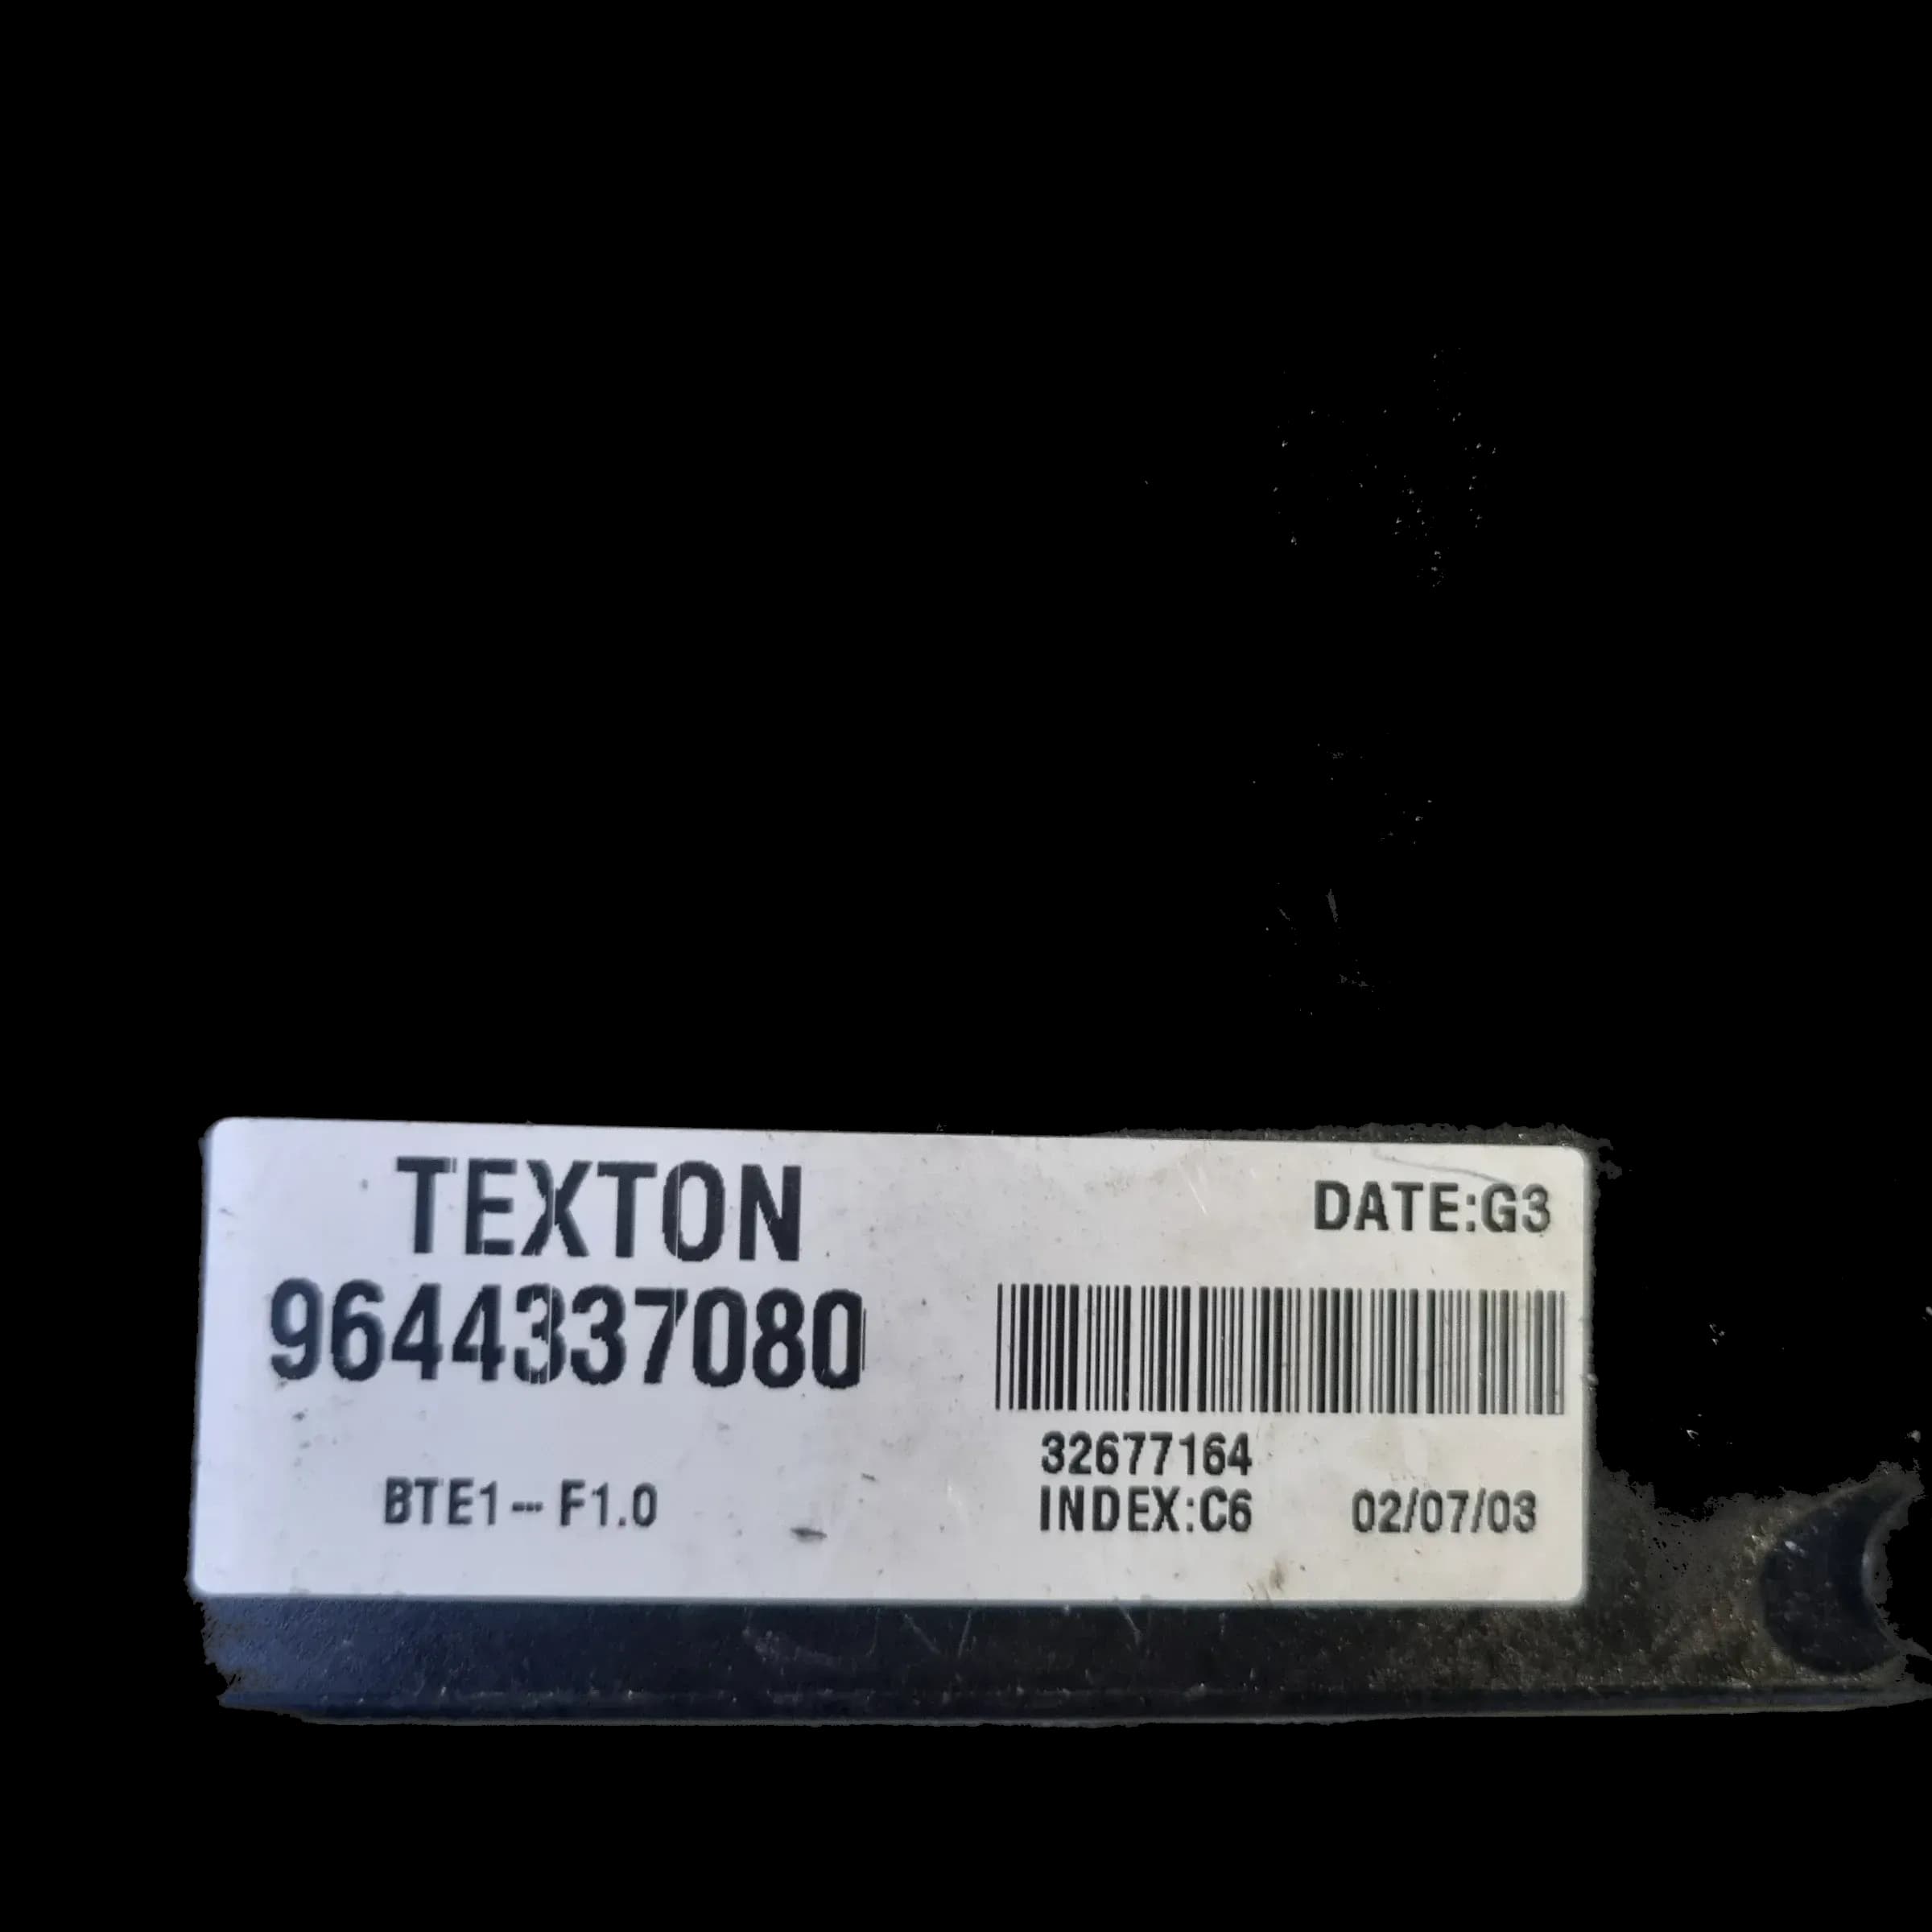 TEXTON
9644337080
BTE1--- F1.0
DATE:G3
32677164
INDEX:C6 02/07/03